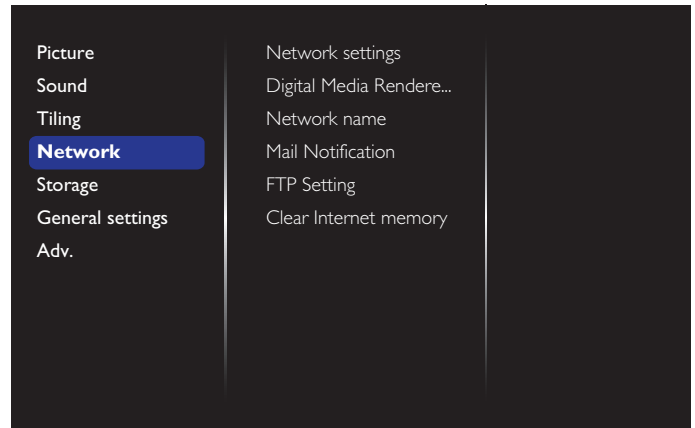 Picture
Sound
Tiling
Network
Storage
General settings
Adv.
Network settings
Digital Media Rendere...
Network name
Mail Notification
FTP Setting
Clear Internet memory